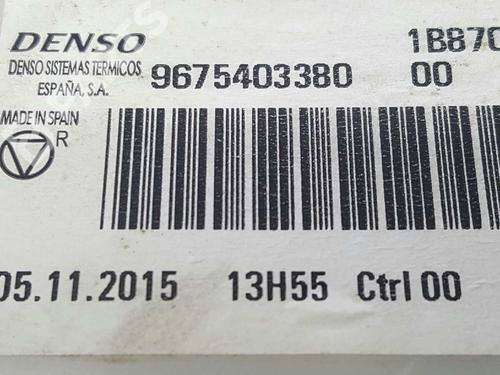 DENSO
DENSO SISTEMAS TERMICOS
ESPAÑA, S.A.
9675403380
1B870
00
MADE IN SPAIN
R
05.11.2015 13H55 Ctrl 00